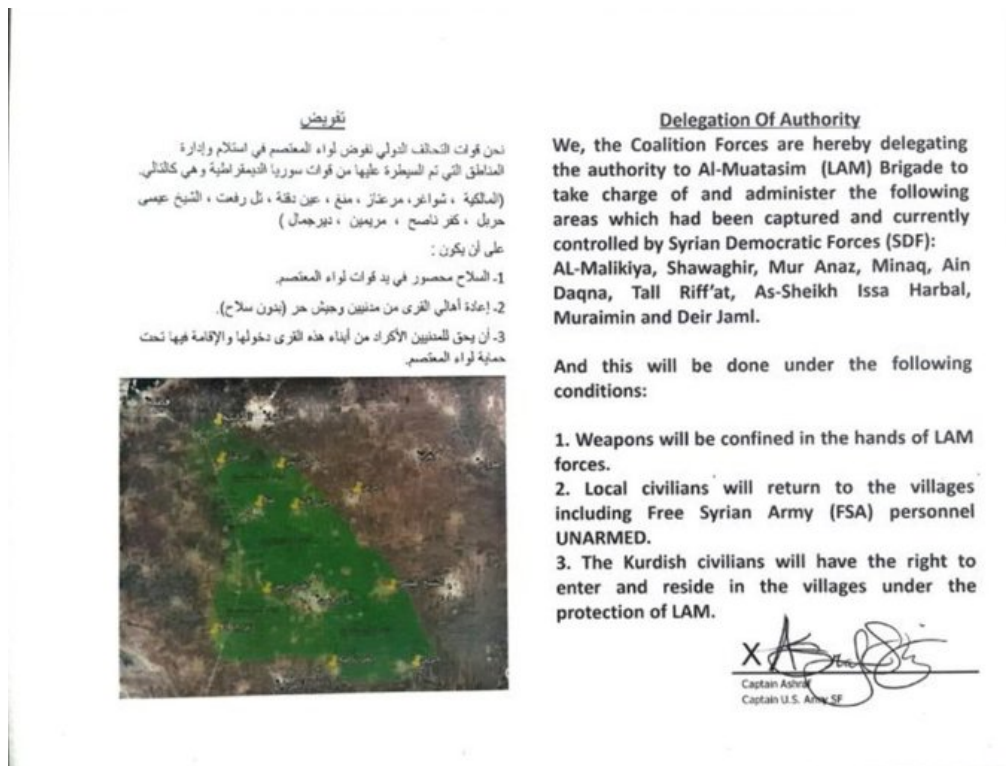 تفويض
نحن قوات التحالف الدولي نفوض لواء المعتصم في استلام وإدارة
المناطق التي تم السيطرة عليها من قوات سوريا الديمقراطية وهي كالتالي.
(المالكية ، شواغر، مرعناز ، منغ ، عين دقنة ، تل رفعت ، الشيخ عيسى
حربل ، كفر ناصح ، مريمين ، ديرجمال )
على أن يكون :
1- السلاح محصور في يد قوات لواء المعتصم.
2- إعادة أهالي القرى من مدنيين وجيش حر (بدون سلاح).
3- أن يحق للمدنيين الأكراد من أبناء هذه القرى دخولها والإقامة فيها تحت
حماية لواء المعتصم.
Delegation Of Authority
We, the Coalition Forces are hereby delegating
the authority to Al-Muatasim (LAM) Brigade to
take charge of and administer the following
areas which had been captured and currently
controlled by Syrian Democratic Forces (SDF):
AL-Malikiya, Shawaghir, Mur Anaz, Minaq, Ain
Daqna, Tall Riff'at, As-Sheikh Issa Harbal,
Muraimin and Deir Jaml.
And this will be done under the following
conditions:
1. Weapons will be confined in the hands of LAM
forces.
2. Local civilians will return to the villages
including Free Syrian Army (FSA) personnel
UNARMED.
3. The Kurdish civilians will have the right to
enter and reside in the villages under the
protection of LAM.
X
Captain Ashraf
Captain U.S. Army SF